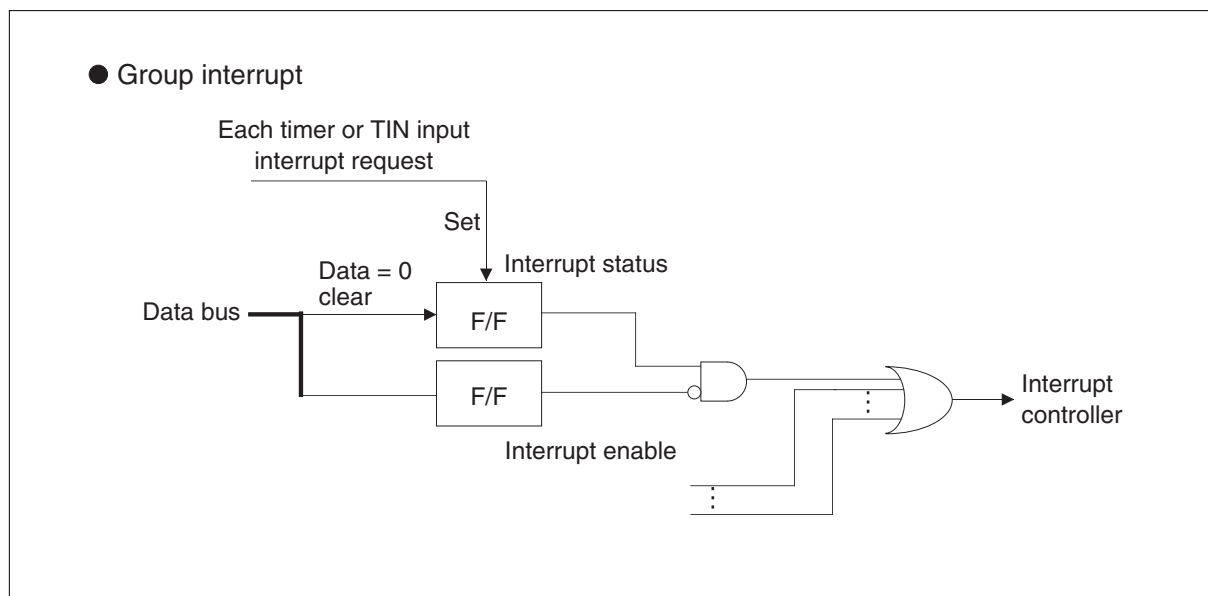 ● Group interrupt
Each timer or TIN input
interrupt request
Set
Data = 0
clear
Interrupt status
Data bus
F/F
F/F
Interrupt enable
Interrupt
controller